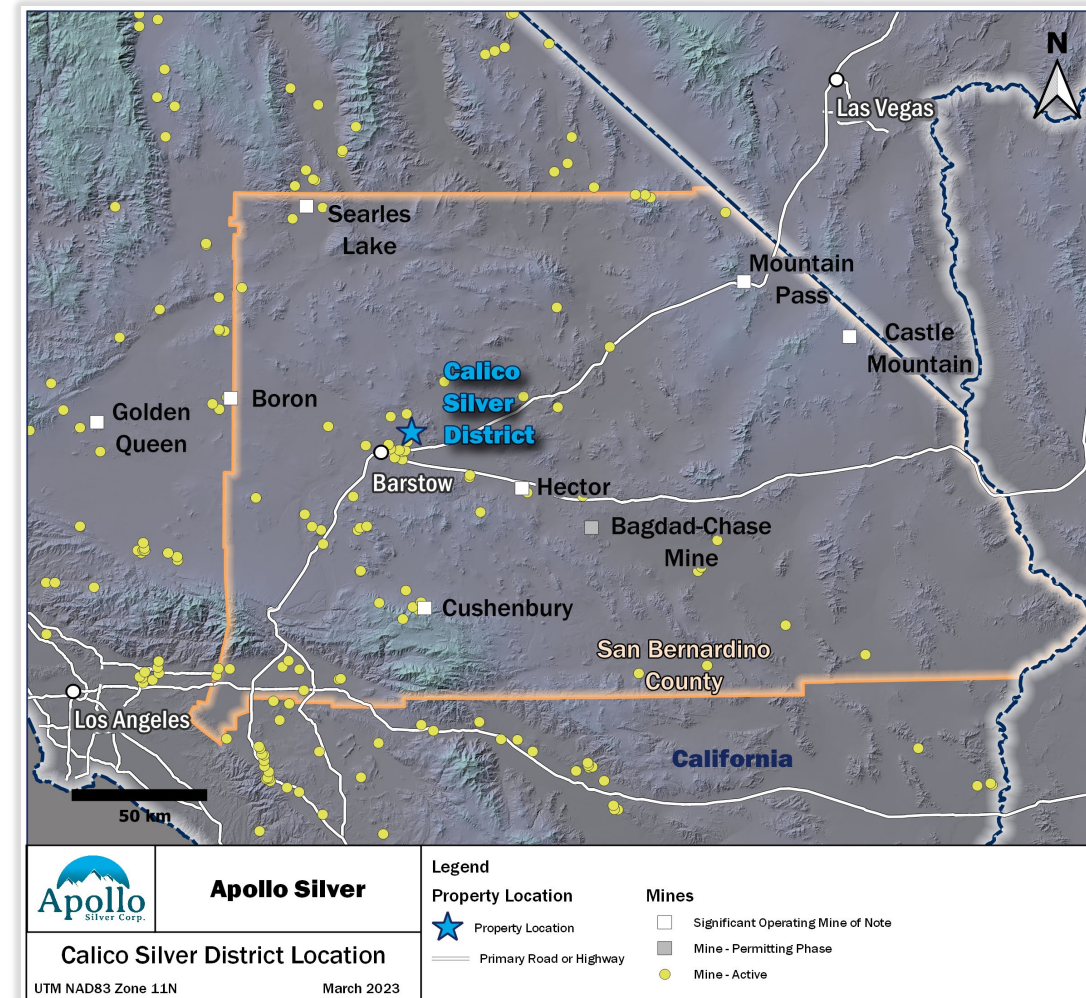 N
Las Vegas
Searles
Lake
Mountain
Pass
Castle
Mountain
Calico
Silver
District
Golden
Queen
Boron
Barstow
Hector
Bagdad-Chase
Mine
Cushenbury
San Bernardino
County
Los Angeles
California
50 km
Apollo
Silver Corp.
Apollo Silver
Calico Silver District Location
UTM NAD83 Zone 11N
March 2023
Legend
Property Location
Property Location
Primary Road or Highway
Mines
Significant Operating Mine of Note
Mine - Permitting Phase
Mine - Active